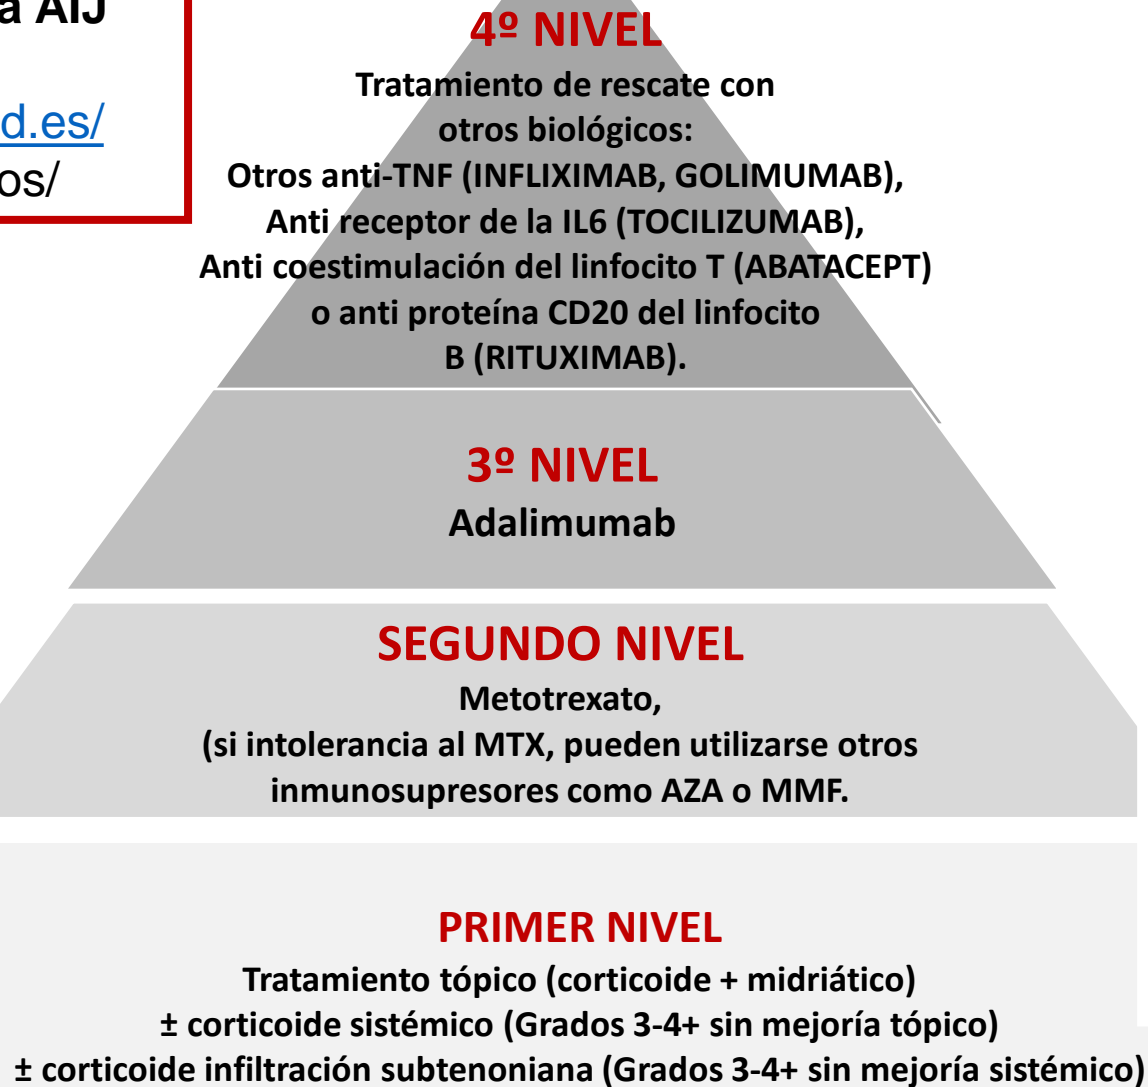 a AIJ
d.es/
os/
4º NIVEL
Tratamiento de rescate con
otros biológicos:
Otros anti-TNF (INFLIXIMAB, GOLIMUMAB),
Anti receptor de la IL6 (TOCILIZUMAB),
Anti coestimulación del linfocito T (ABATACEPT)
o anti proteína CD20 del linfocito
B (RITUXIMAB).
3º NIVEL
Adalimumab
SEGUNDO NIVEL
Metotrexato,
(si intolerancia al MTX, pueden utilizarse otros
inmunosupresores como AZA o MMF.
PRIMER NIVEL
Tratamiento tópico (corticoide + midriático)
± corticoide sistémico (Grados 3-4+ sin mejoría tópico)
± corticoide infiltración subtenoniana (Grados 3-4+ sin mejoría sistémico)